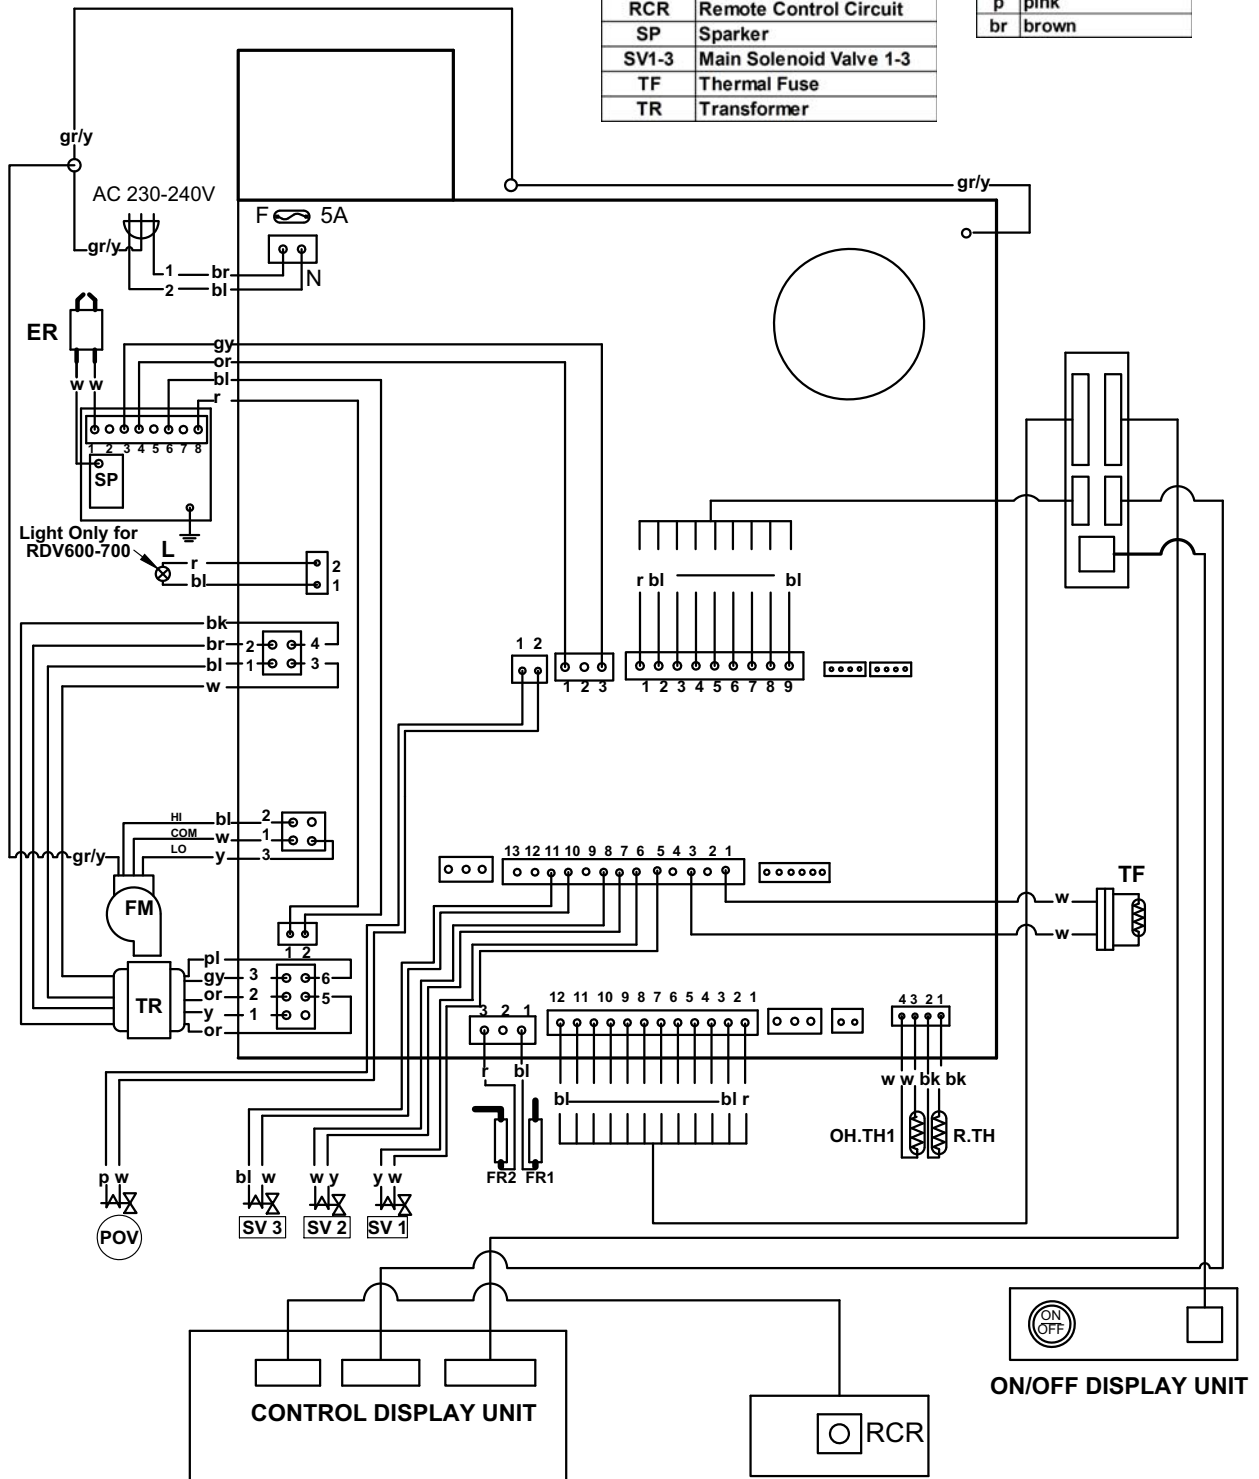 RCR Remote Control Circuit
SP Sparker
SV1-3 Main Solenoid Valve 1-3
TF Thermal Fuse
TR Transformer
p pink
br brown
gr/y
gr/y
AC 230-240V
gr/y
F 5A
1 br
2 bl
N
ER
w w
gy
or
bl
r
1 2 3 4 5 6 7 8
SP
Light Only for
RDV600-700
L
r 2
bl 1
r bl bl
bk
br 2 4
bl 1 3
w
1 2
1 2 3
1 2 3 4 5 6 7 8 9
HI bl 2
COM w 1
LO y 3
gr/y
FM
13 12 11 10 9 8 7 6 5 4 3 2 1
TF
w
w
1 2
pl
gy 3 6
or 2 5
y 1
or
TR
3 2 1
12 11 10 9 8 7 6 5 4 3 2 1
4 3 2 1
r bl
bl bl r
w w bk bk
OH.TH1 R.TH
FR2 FR1
p w
bl w
w y
y w
POV
SV 3
SV 2
SV 1
ON
OFF
ON/OFF DISPLAY UNIT
CONTROL DISPLAY UNIT
RCR